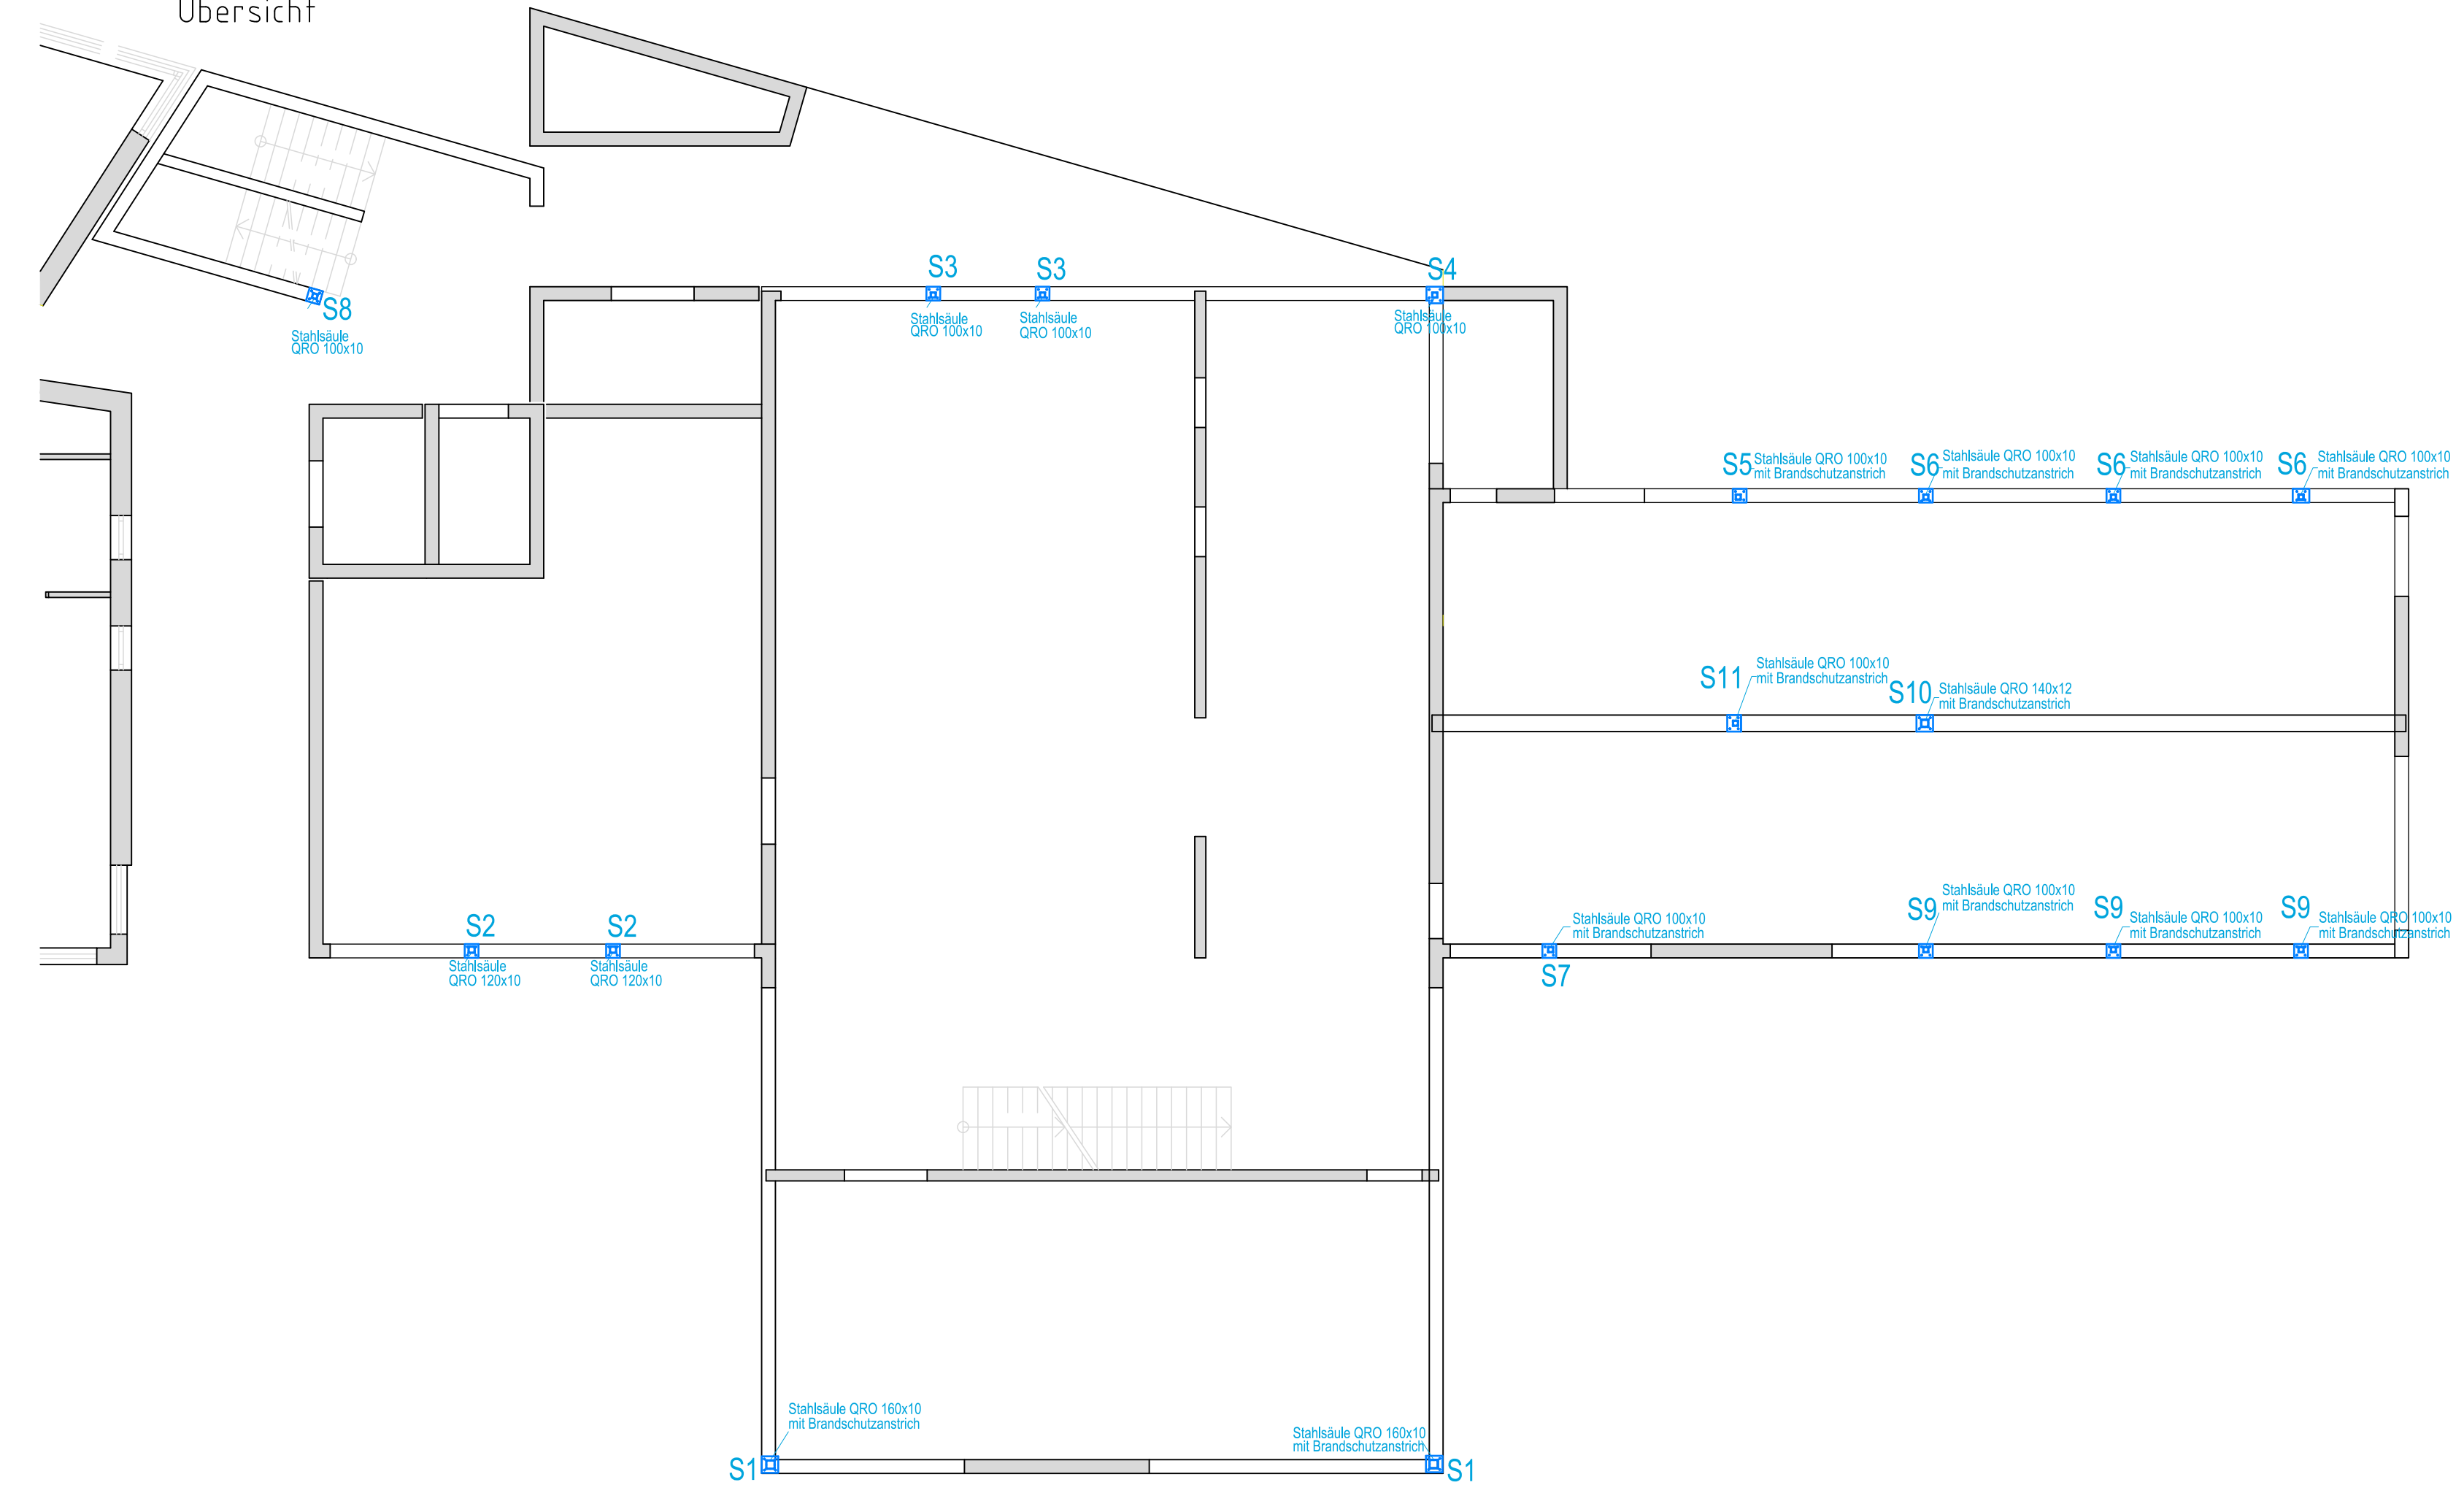 Übersicht
S3
S3
S4
S8
Stahlsäule
QRO 100x10
Stahlsäule
QRO 100x10
Stahlsäule
QRO 100x10
Stahlsäule
QRO 100x10
S5
Stahlsäule QRO 100x10
mit Brandschutzanstrich
S6
Stahlsäule QRO 100x10
mit Brandschutzanstrich
S6
Stahlsäule QRO 100x10
mit Brandschutzanstrich
S6
Stahlsäule QRO 100x10
mit Brandschutzanstrich
S11
Stahlsäule QRO 100x10
mit Brandschutzanstrich
S10
Stahlsäule QRO 140x12
mit Brandschutzanstrich
S2
Stahlsäule
QRO 120x10
S2
Stahlsäule
QRO 120x10
Stahlsäule QRO 100x10
mit Brandschutzanstrich
S7
S9
Stahlsäule QRO 100x10
mit Brandschutzanstrich
S9
Stahlsäule QRO 100x10
mit Brandschutzanstrich
S9
Stahlsäule QRO 100x10
mit Brandschutzanstrich
Stahlsäule QRO 160x10
mit Brandschutzanstrich
S1
Stahlsäule QRO 160x10
mit Brandschutzanstrich
S1